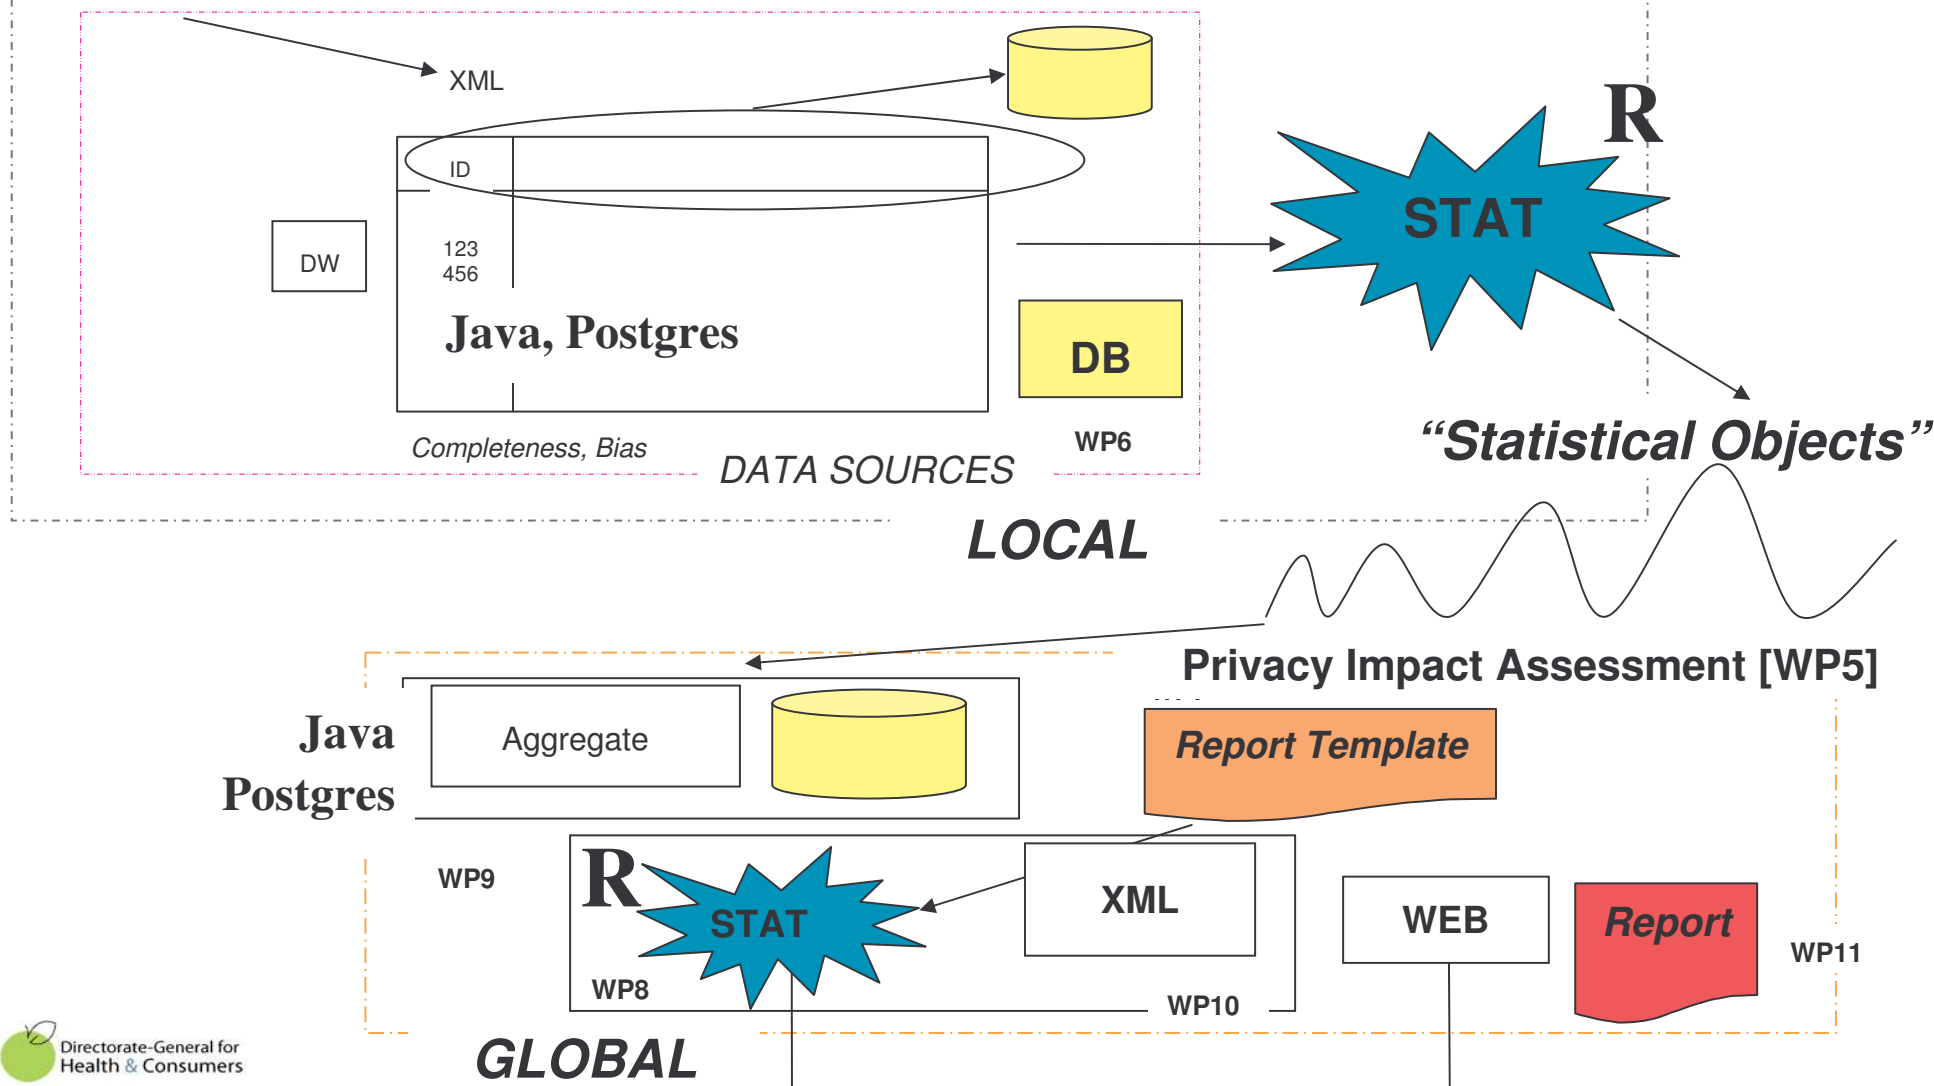 XML
R
ID
STAT
DW
123
456
Java, Postgres
DB
Completeness, Bias
WP6
“Statistical Objects”
DATA SOURCES
LOCAL
Privacy Impact Assessment [WP5]
Java
Postgres
Aggregate
Report Template
WP9
R
STAT
XML
WEB
Report
WP11
WP8
WP10
GLOBAL
Directorate-General for
Health & Consumers